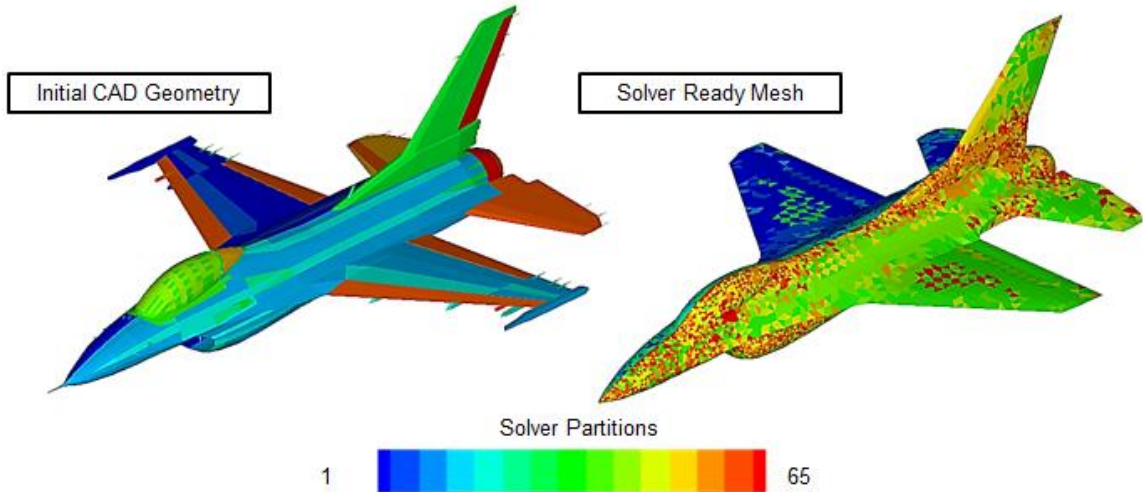 Initial CAD Geometry
Solver Ready Mesh
Solver Partitions
1
65